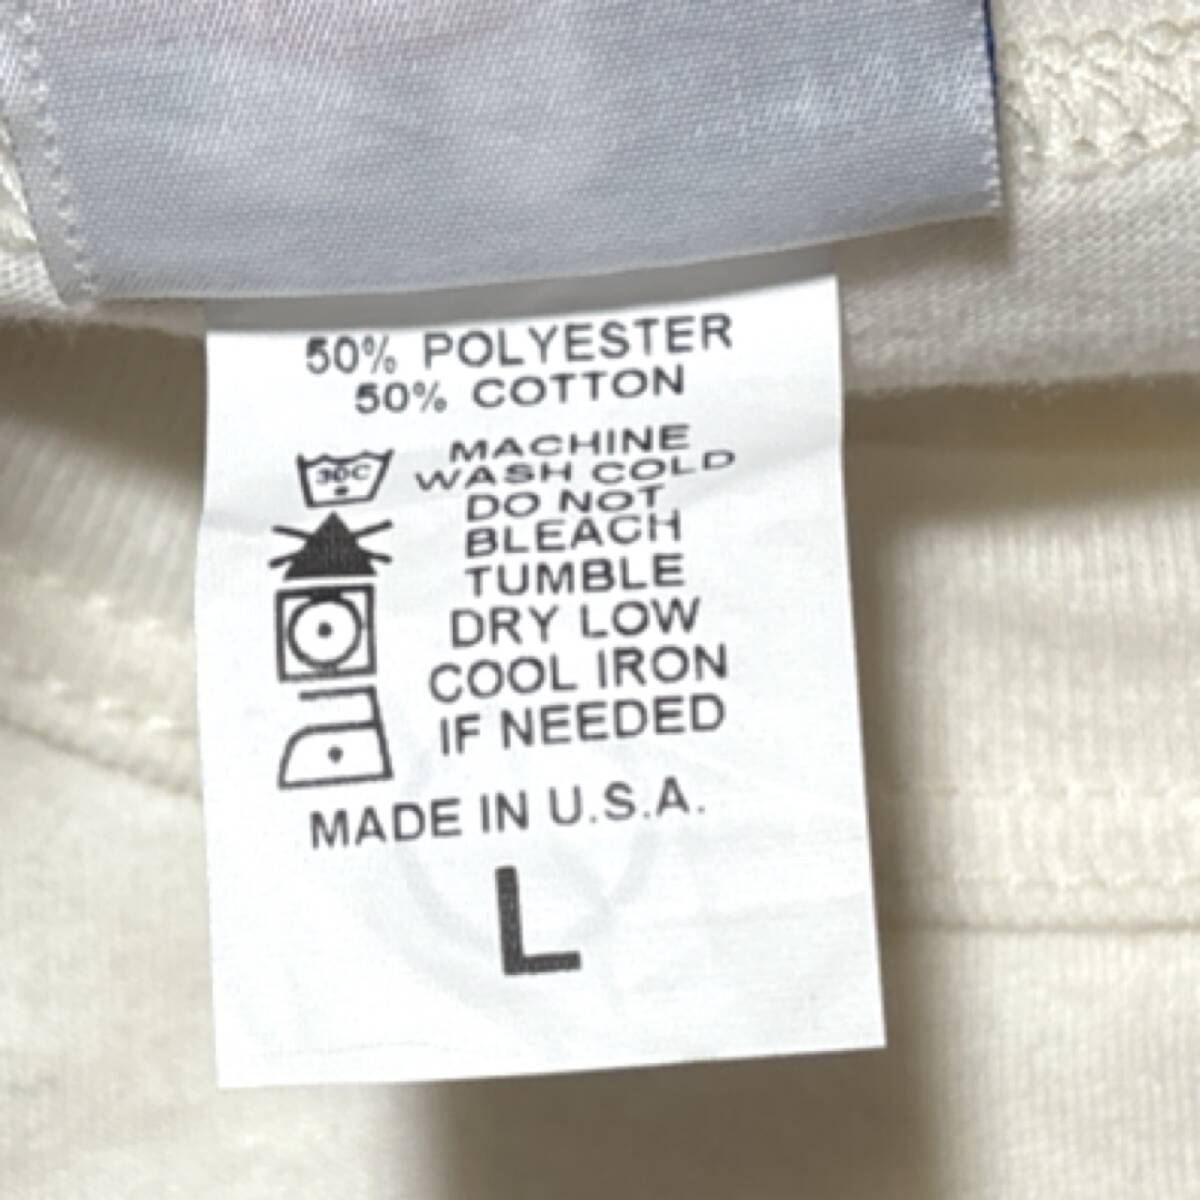 50% POLYESTER
50% COTTON
30C
MACHINE
WASH COLD
DO NOT
BLEACH
TUMBLE
DRY LOW
COOL IRON
IF NEEDED
MADE IN U.S.A.
L